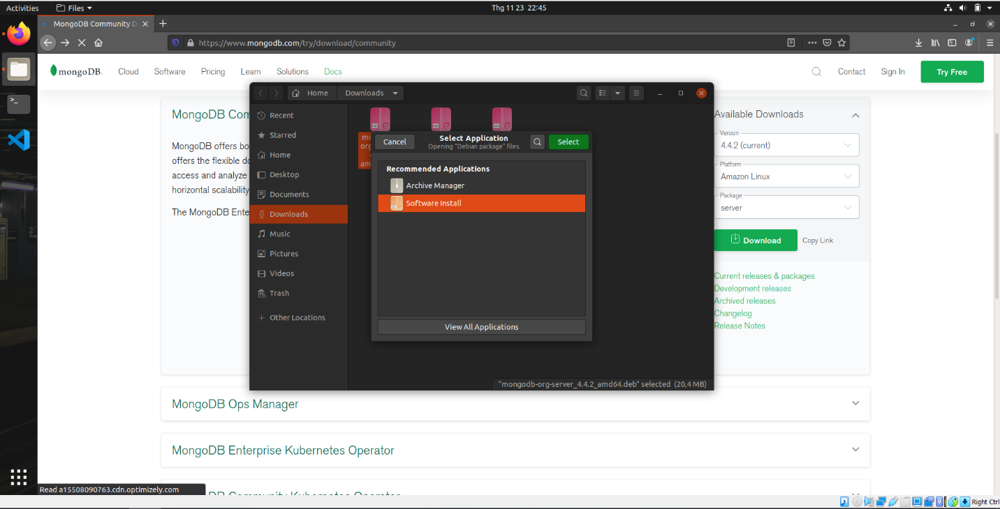 Activities Files Thg 11 23 22:45
MongoDB Community D
https://www.mongodb.com/try/download/community
mongoDB. Cloud Software Pricing Learn Solutions Docs Contact Sign In Try Free
Home Downloads
MongoDB Com
MongoDB offers bo
offers the flexible do
access and analyze
horizontal scalability
The MongoDB Ente
Recent
Starred
Home
Desktop
Documents
Downloads
Music
Pictures
Videos
Trash
Other Locations
mo
org
am
Cancel Select Application Select
Opening "Debian package" files.
Recommended Applications
Archive Manager
Software Install
View All Applications
"mongodb-org-server_4.4.2_amd64.deb" selected (20,4 MB)
Available Downloads
Version
4.4.2 (current)
Platform
Amazon Linux
Package
server
Download Copy Link
Current releases & packages
Development releases
Archived releases
Changelog
Release Notes
MongoDB Ops Manager
MongoDB Enterprise Kubernetes Operator
DB Community Kubernetes Operator
Read a15508090763.cdn.optimizely.com
Right Ctrl